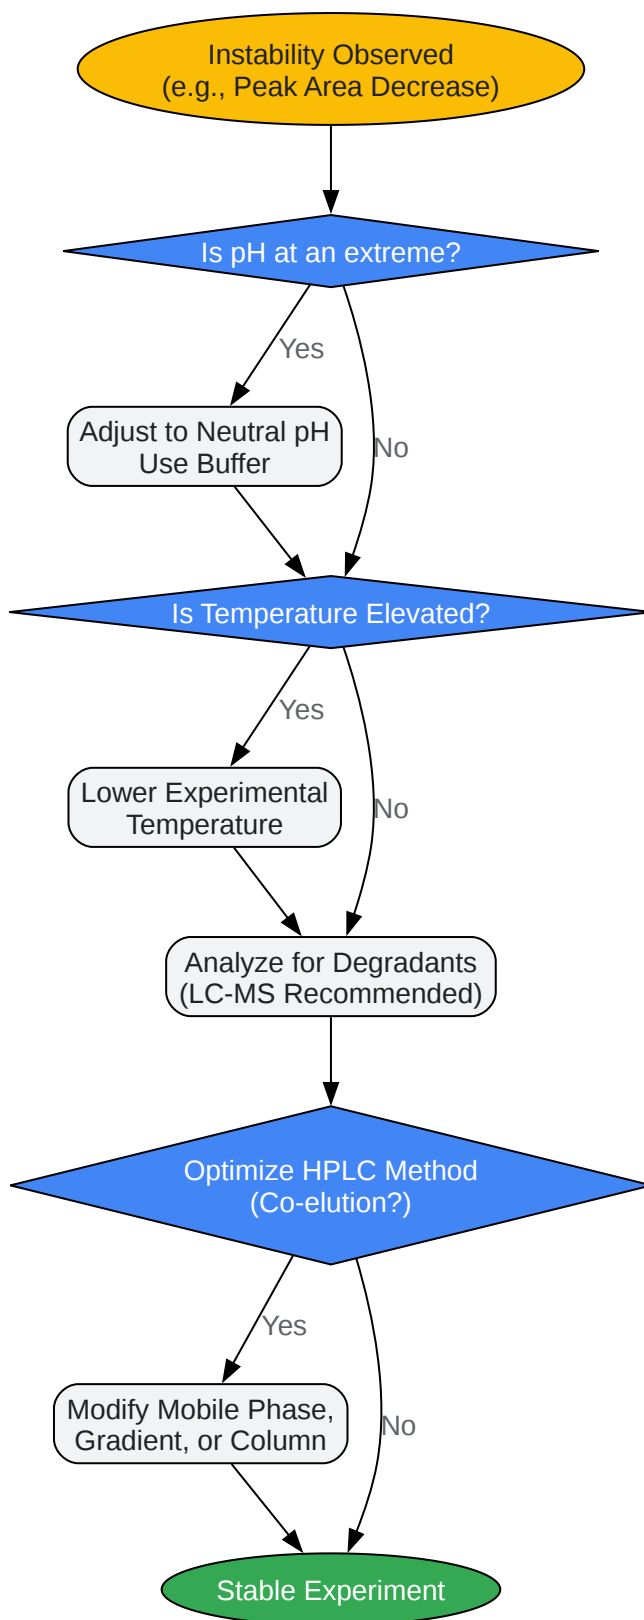 Instability Observed
(e.g., Peak Area Decrease)
Is pH at an extreme?
Yes
Adjust to Neutral pH
Use Buffer
No
Is Temperature Elevated?
Yes
Lower Experimental
Temperature
No
Analyze for Degradants
(LC-MS Recommended)
Optimize HPLC Method
(Co-elution?)
Yes
Modify Mobile Phase,
Gradient, or Column
No
Stable Experiment